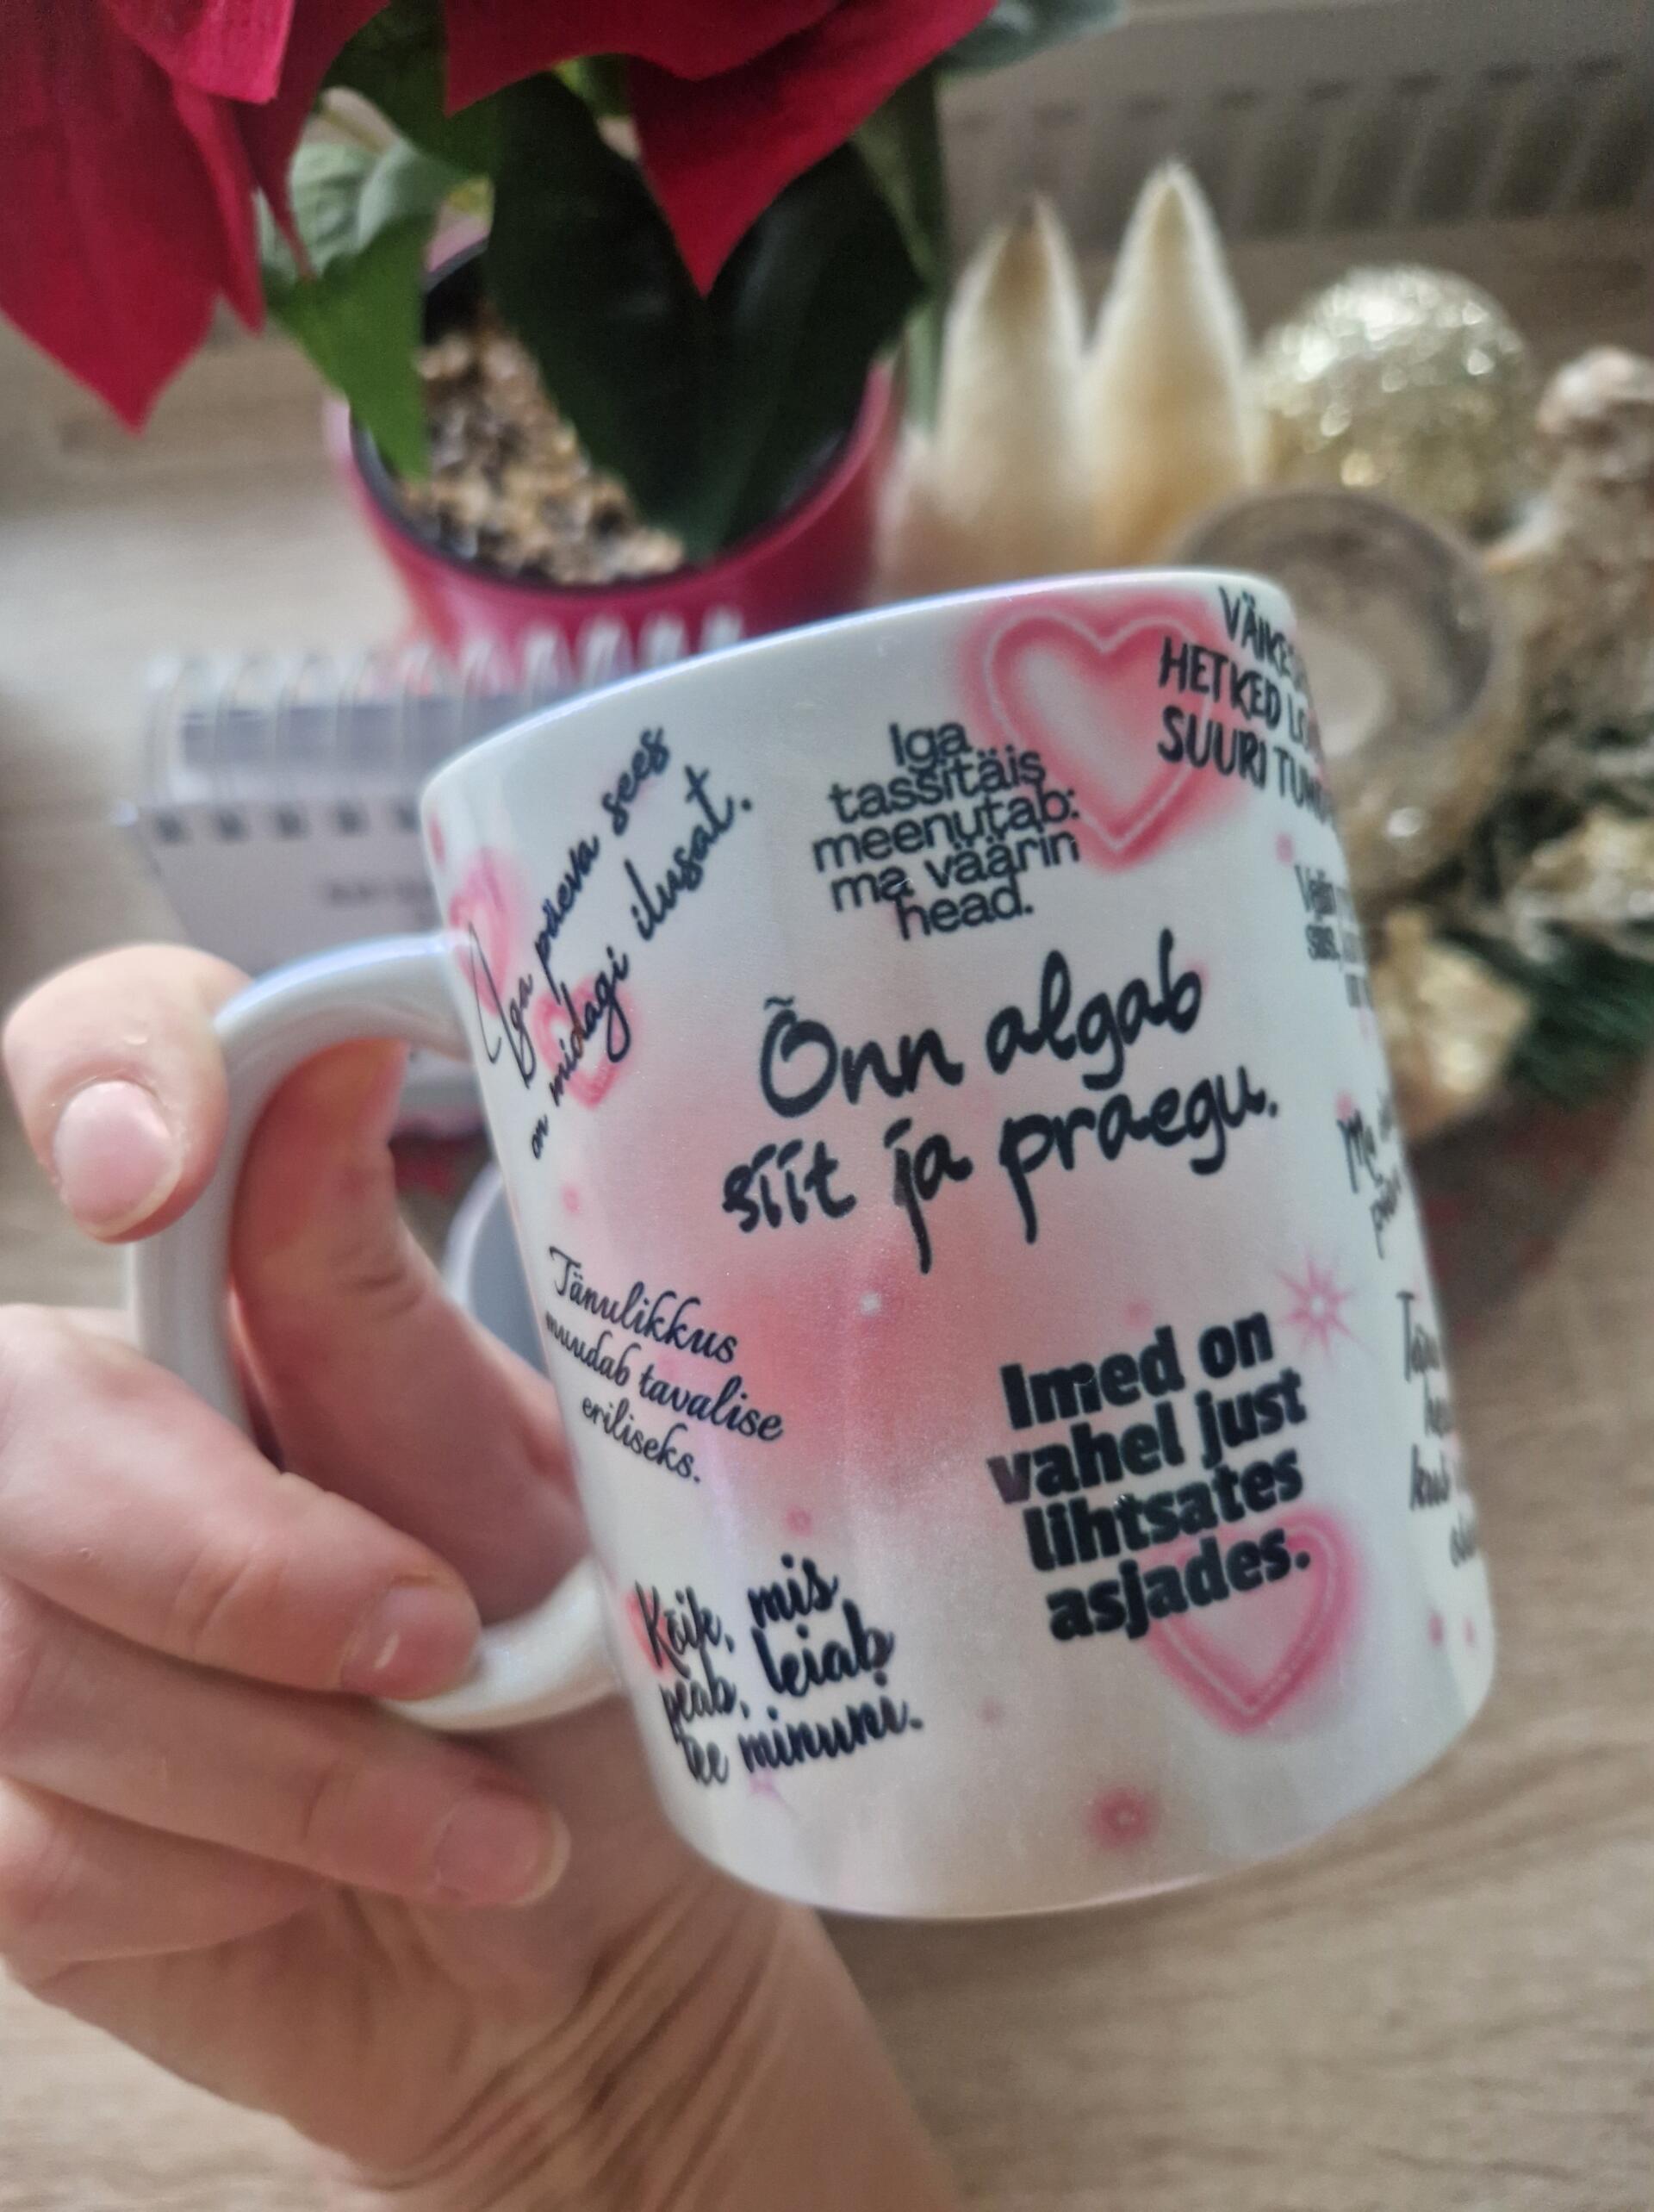 Iga päeva sees
on midagi ilusat.
Iga
tassitäis
meenutab:
ma väärin
head.
HETKED
SUURI
Õnn algab
siit ja praegu.
Tänulikkus
muudab tavalise
eriliseks.
Imed on
vahel just
lihtsates
asjades.
Kõik, mis
peab, leiab
tee minuni.
Ma